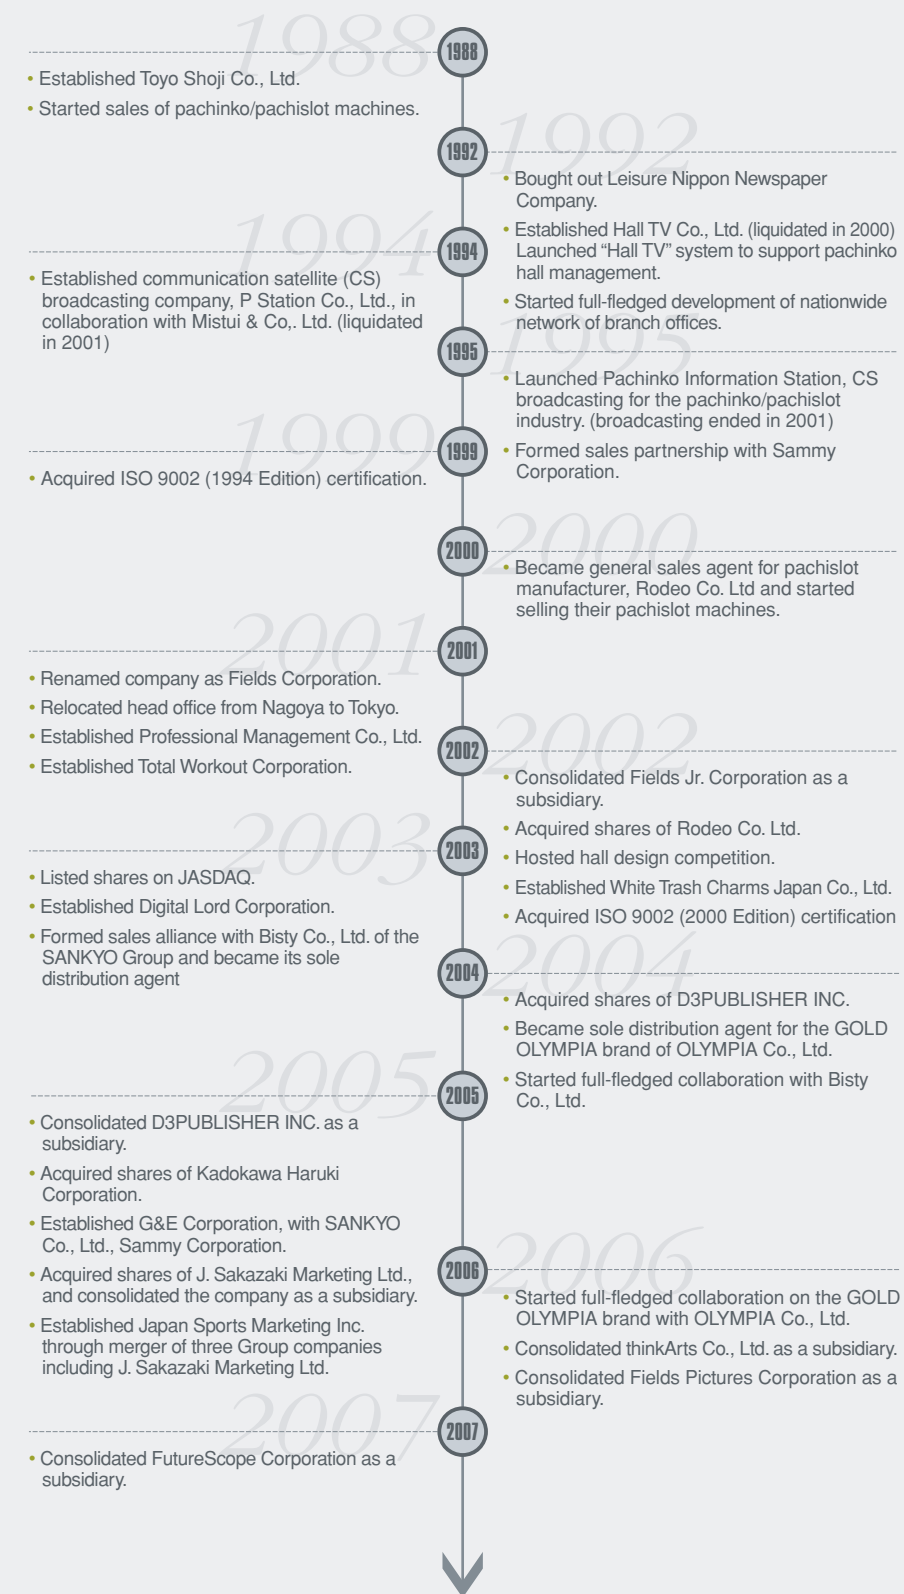 1988
1988
• Established Toyo Shoji Co., Ltd.
• Started sales of pachinko/pachislot machines.
1992
1992
• Bought out Leisure Nippon Newspaper
Company.
• Established Hall TV Co., Ltd. (liquidated in 2000)
Launched “Hall TV” system to support pachinko
hall management.
• Started full-fledged development of nationwide
network of branch offices.
1994
1994
• Established communication satellite (CS)
broadcasting company, P Station Co., Ltd., in
collaboration with Mistui & Co,. Ltd. (liquidated
in 2001)
1995
1995
• Launched Pachinko Information Station, CS
broadcasting for the pachinko/pachislot
industry. (broadcasting ended in 2001)
• Formed sales partnership with Sammy
Corporation.
1999
1999
• Acquired ISO 9002 (1994 Edition) certification.
2000
2000
• Became general sales agent for pachislot
manufacturer, Rodeo Co. Ltd and started
selling their pachislot machines.
2001
2001
• Renamed company as Fields Corporation.
• Relocated head office from Nagoya to Tokyo.
• Established Professional Management Co., Ltd.
• Established Total Workout Corporation.
2002
2002
• Consolidated Fields Jr. Corporation as a
subsidiary.
• Acquired shares of Rodeo Co. Ltd.
• Hosted hall design competition.
• Established White Trash Charms Japan Co., Ltd.
• Acquired ISO 9002 (2000 Edition) certification
2003
2003
• Listed shares on JASDAQ.
• Established Digital Lord Corporation.
• Formed sales alliance with Bisty Co., Ltd. of the
SANKYO Group and became its sole
distribution agent
2004
2004
• Acquired shares of D3PUBLISHER INC.
• Became sole distribution agent for the GOLD
OLYMPIA brand of OLYMPIA Co., Ltd.
• Started full-fledged collaboration with Bisty
Co., Ltd.
2005
2005
• Consolidated D3PUBLISHER INC. as a
subsidiary.
• Acquired shares of Kadokawa Haruki
Corporation.
• Established G&E Corporation, with SANKYO
Co., Ltd., Sammy Corporation.
• Acquired shares of J. Sakazaki Marketing Ltd.,
and consolidated the company as a subsidiary.
• Established Japan Sports Marketing Inc.
through merger of three Group companies
including J. Sakazaki Marketing Ltd.
2006
2006
• Started full-fledged collaboration on the GOLD
OLYMPIA brand with OLYMPIA Co., Ltd.
• Consolidated thinkArts Co., Ltd. as a subsidiary.
• Consolidated Fields Pictures Corporation as a
subsidiary.
2007
2007
• Consolidated FutureScope Corporation as a
subsidiary.